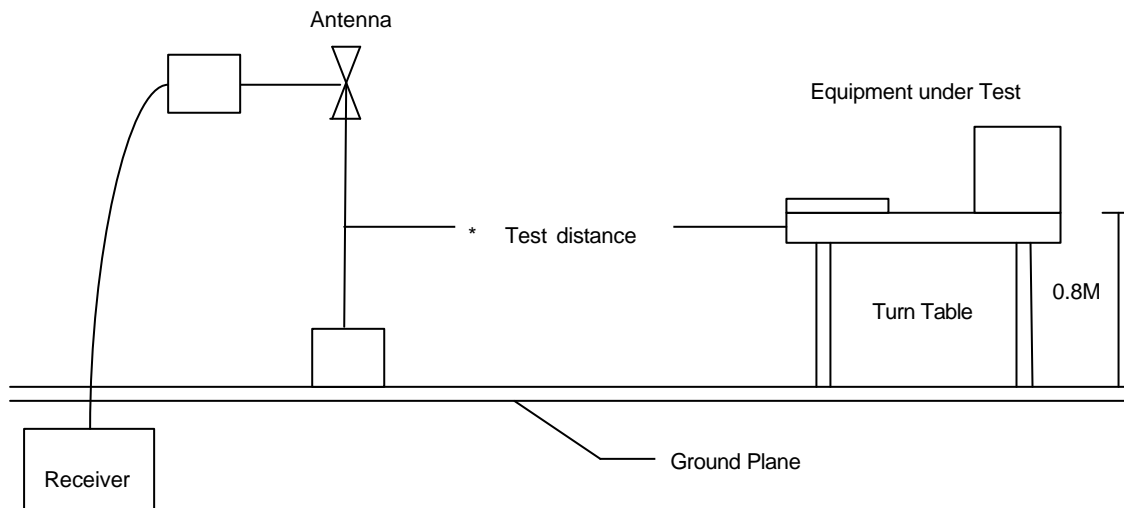 Antenna
Equipment under Test
* Test distance
0.8M
Turn Table
Ground Plane
Receiver